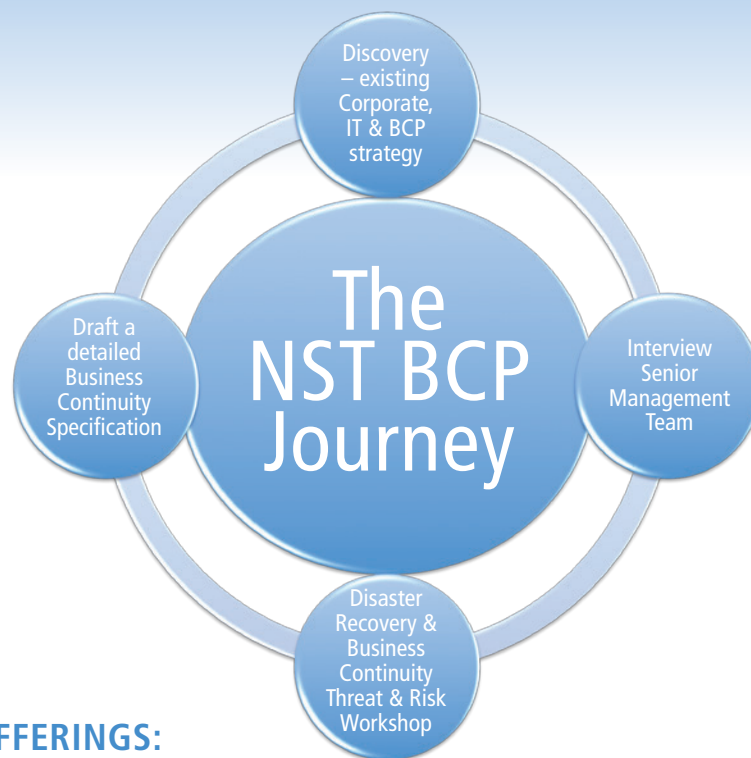 Discovery
– existing
Corporate,
IT & BCP
strategy
The
NST BCP
Journey
Interview
Senior
Management
Team
Disaster
Recovery &
Business
Continuity
Threat & Risk
Workshop
Draft a
detailed
Business
Continuity
Specification
FFERINGS: